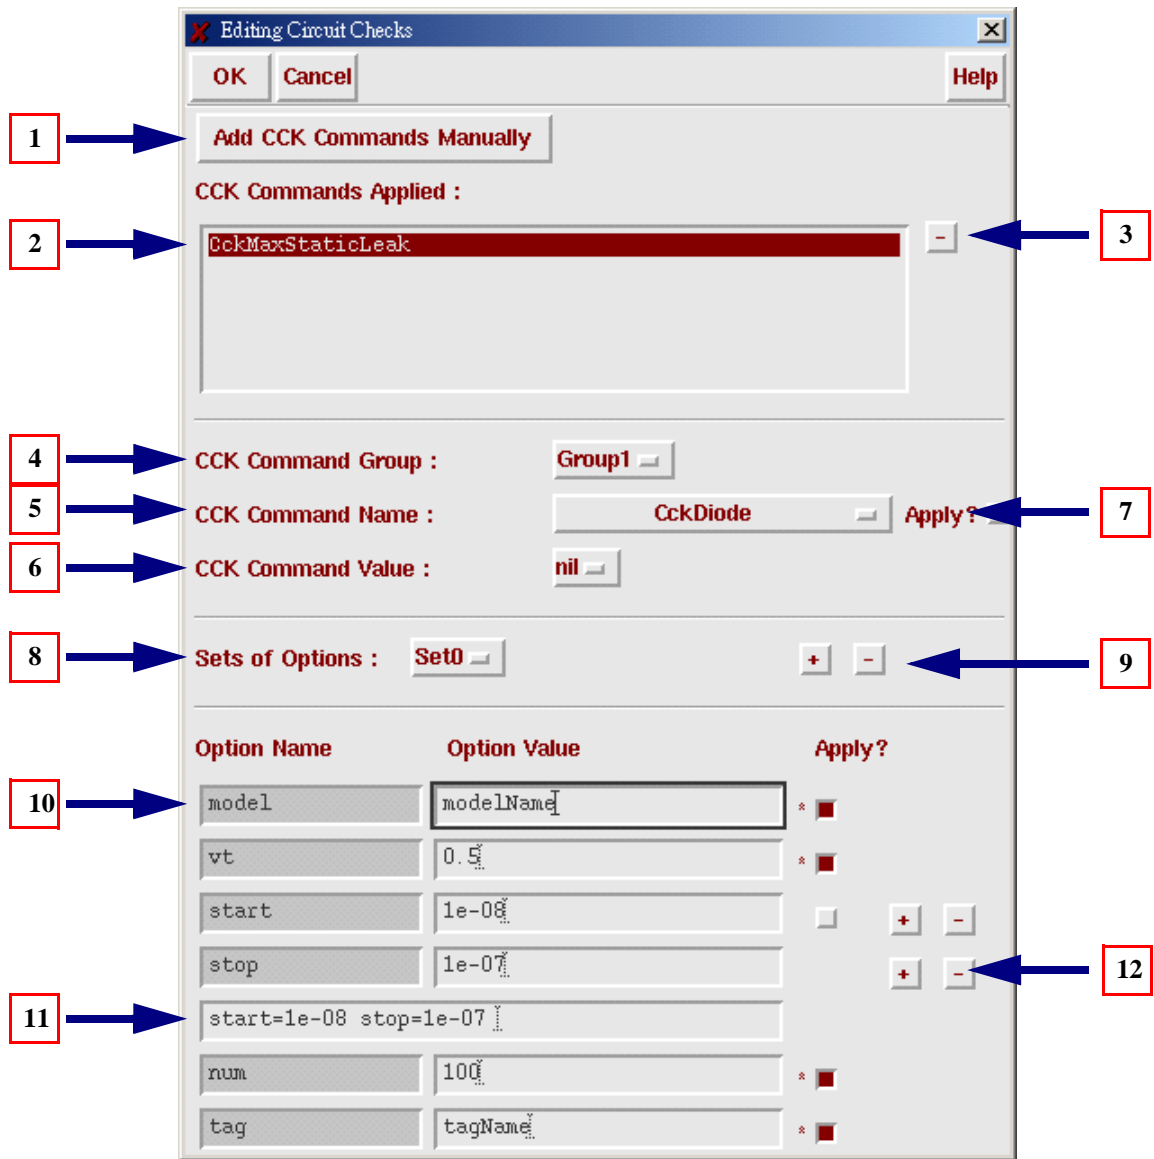 Editing Circuit Checks
OK Cancel Help
1 Add CCK Commands Manually
CCK Commands Applied :
2 CckMaxStaticLeak - 3
4 CCK Command Group : Group1
5 CCK Command Name : CckDiode Apply? 7
6 CCK Command Value : nil
8 Sets of Options : Set0 + - 9
Option Name Option Value Apply?
10 model modelName *
vt 0.5 *
start 1e-08 + -
stop 1e-07 + - 12
11 start=1e-08 stop=1e-07
num 100 *
tag tagName *